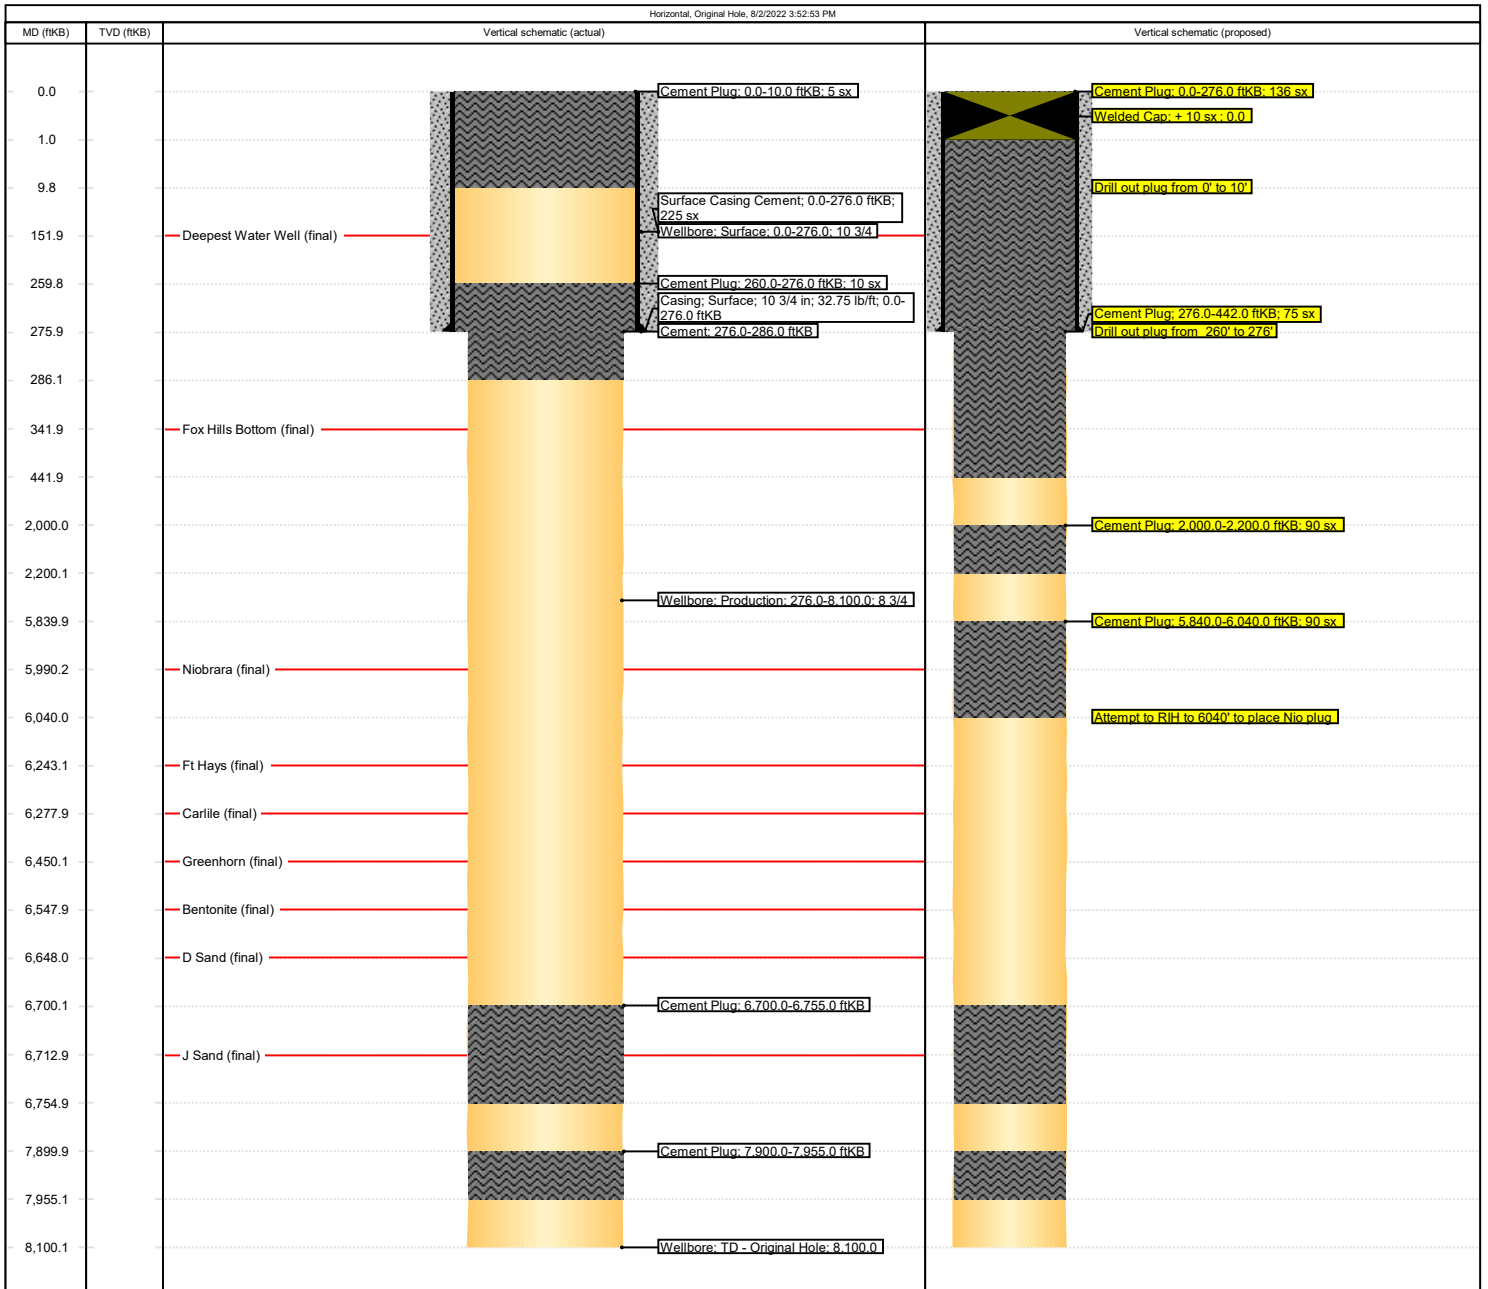 Horizontal, Original Hole, 8/2/2022 3:52:53 PM
MD (ftKB)
TVD (ftKB)
Vertical schematic (actual)
Vertical schematic (proposed)
0.0
Cement Plug; 0.0-10.0 ftKB; 5 sx
Cement Plug; 0.0-276.0 ftKB; 136 sx
Welded Cap; + 10 sx ; 0.0
1.0
9.8
Drill out plug from 0' to 10'
Surface Casing Cement; 0.0-276.0 ftKB;
225 sx
Wellbore; Surface; 0.0-276.0; 10 3/4
151.9
Deepest Water Well (final)
259.8
Cement Plug; 260.0-276.0 ftKB; 10 sx
Casing; Surface; 10 3/4 in; 32.75 lb/ft; 0.0-
276.0 ftKB
Cement Plug; 276.0-442.0 ftKB; 75 sx
275.9
Cement; 276.0-286.0 ftKB
Drill out plug from 260' to 276'
286.1
341.9
Fox Hills Bottom (final)
441.9
2,000.0
Cement Plug; 2,000.0-2,200.0 ftKB; 90 sx
2,200.1
Wellbore; Production; 276.0-8,100.0; 8 3/4
5,839.9
Cement Plug; 5,840.0-6,040.0 ftKB; 90 sx
5,990.2
Niobrara (final)
6,040.0
Attempt to RIH to 6040' to place Nio plug
6,243.1
Ft Hays (final)
6,277.9
Carlile (final)
6,450.1
Greenhorn (final)
6,547.9
Bentonite (final)
6,648.0
D Sand (final)
6,700.1
Cement Plug; 6,700.0-6,755.0 ftKB
6,712.9
J Sand (final)
6,754.9
7,899.9
Cement Plug; 7,900.0-7,955.0 ftKB
7,955.1
8,100.1
Wellbore; TD - Original Hole; 8,100.0